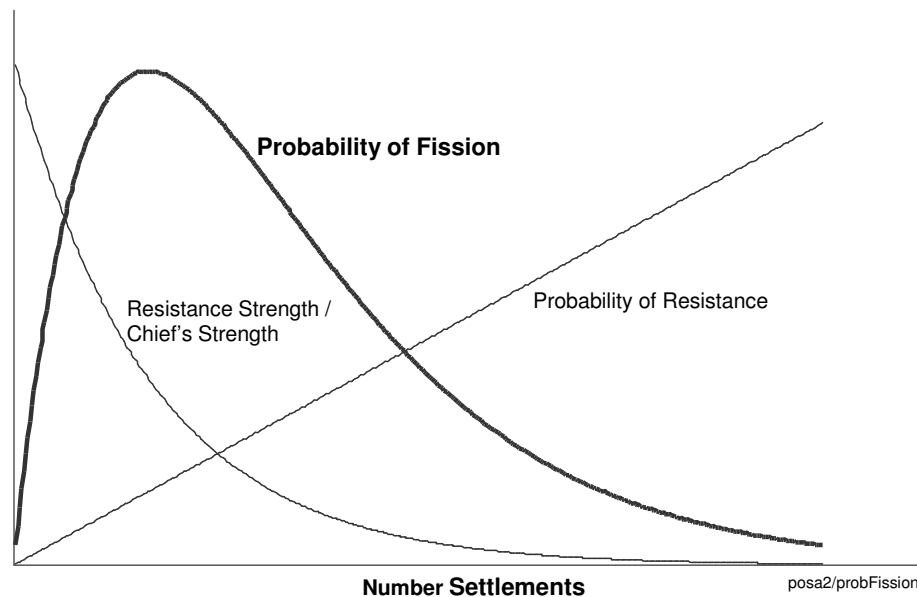 Probability of Fission
Resistance Strength /
Chief's Strength
Probability of Resistance
Number Settlements
posa2/probFission